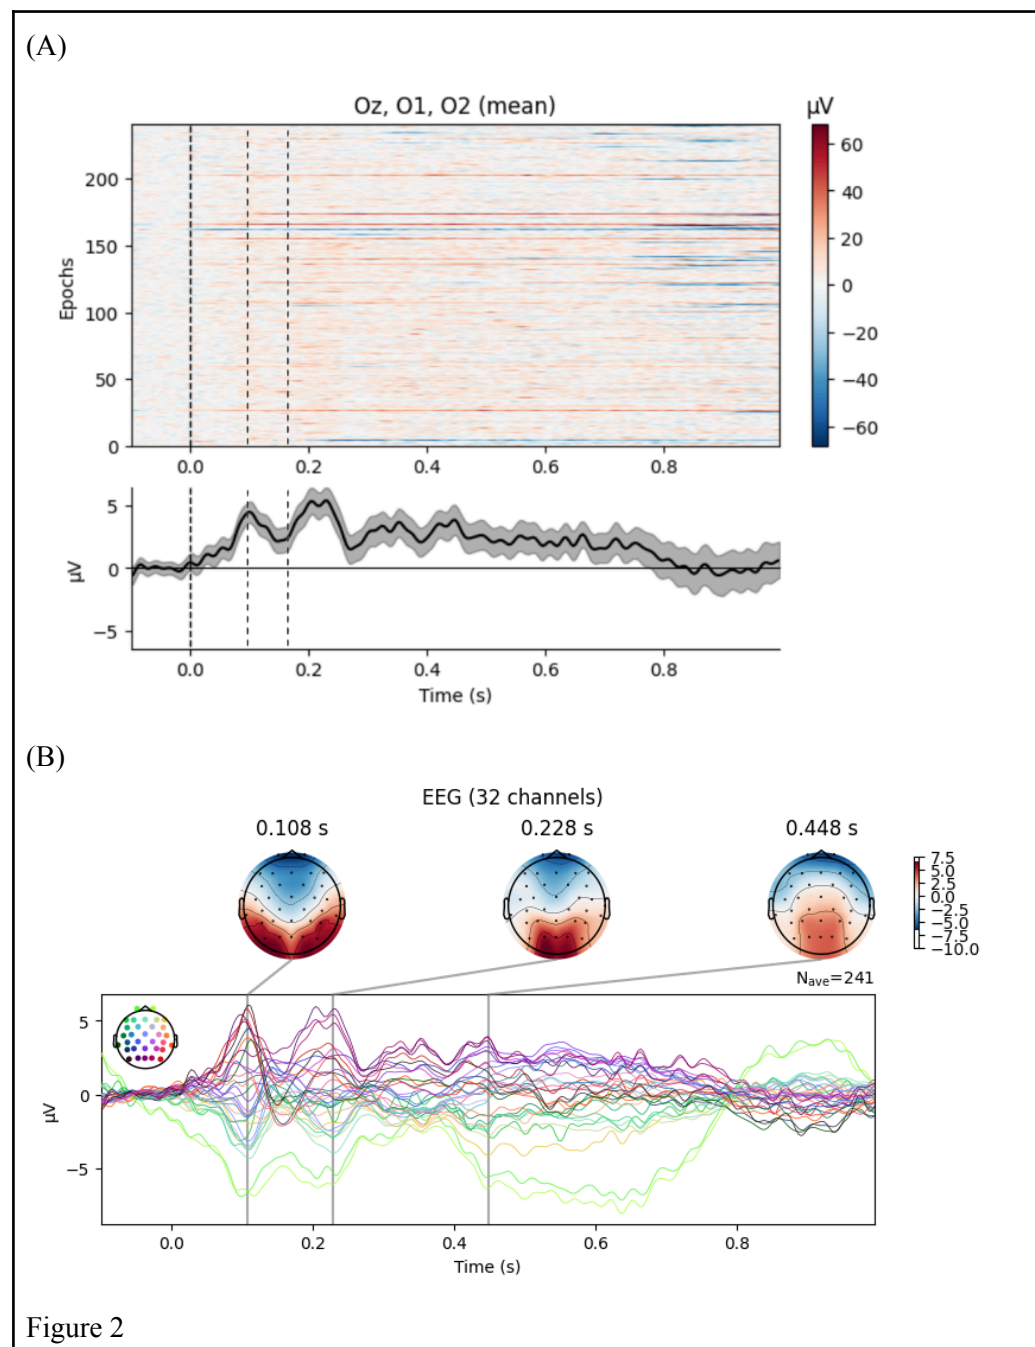 (A)
Oz, O1, O2 (mean)
µV
Epochs
200
150
100
50
0
0.0 0.2 0.4 0.6 0.8
60
40
20
0
−20
−40
−60
µV
5
0
−5
0.0 0.2 0.4 0.6 0.8
Time (s)
(B)
EEG (32 channels)
0.108 s 0.228 s 0.448 s
7.5
5.0
2.5
0.0
−2.5
−5.0
−7.5
−10.0
Nave=241
µV
5
0
−5
0.0 0.2 0.4 0.6 0.8
Time (s)
Figure 2